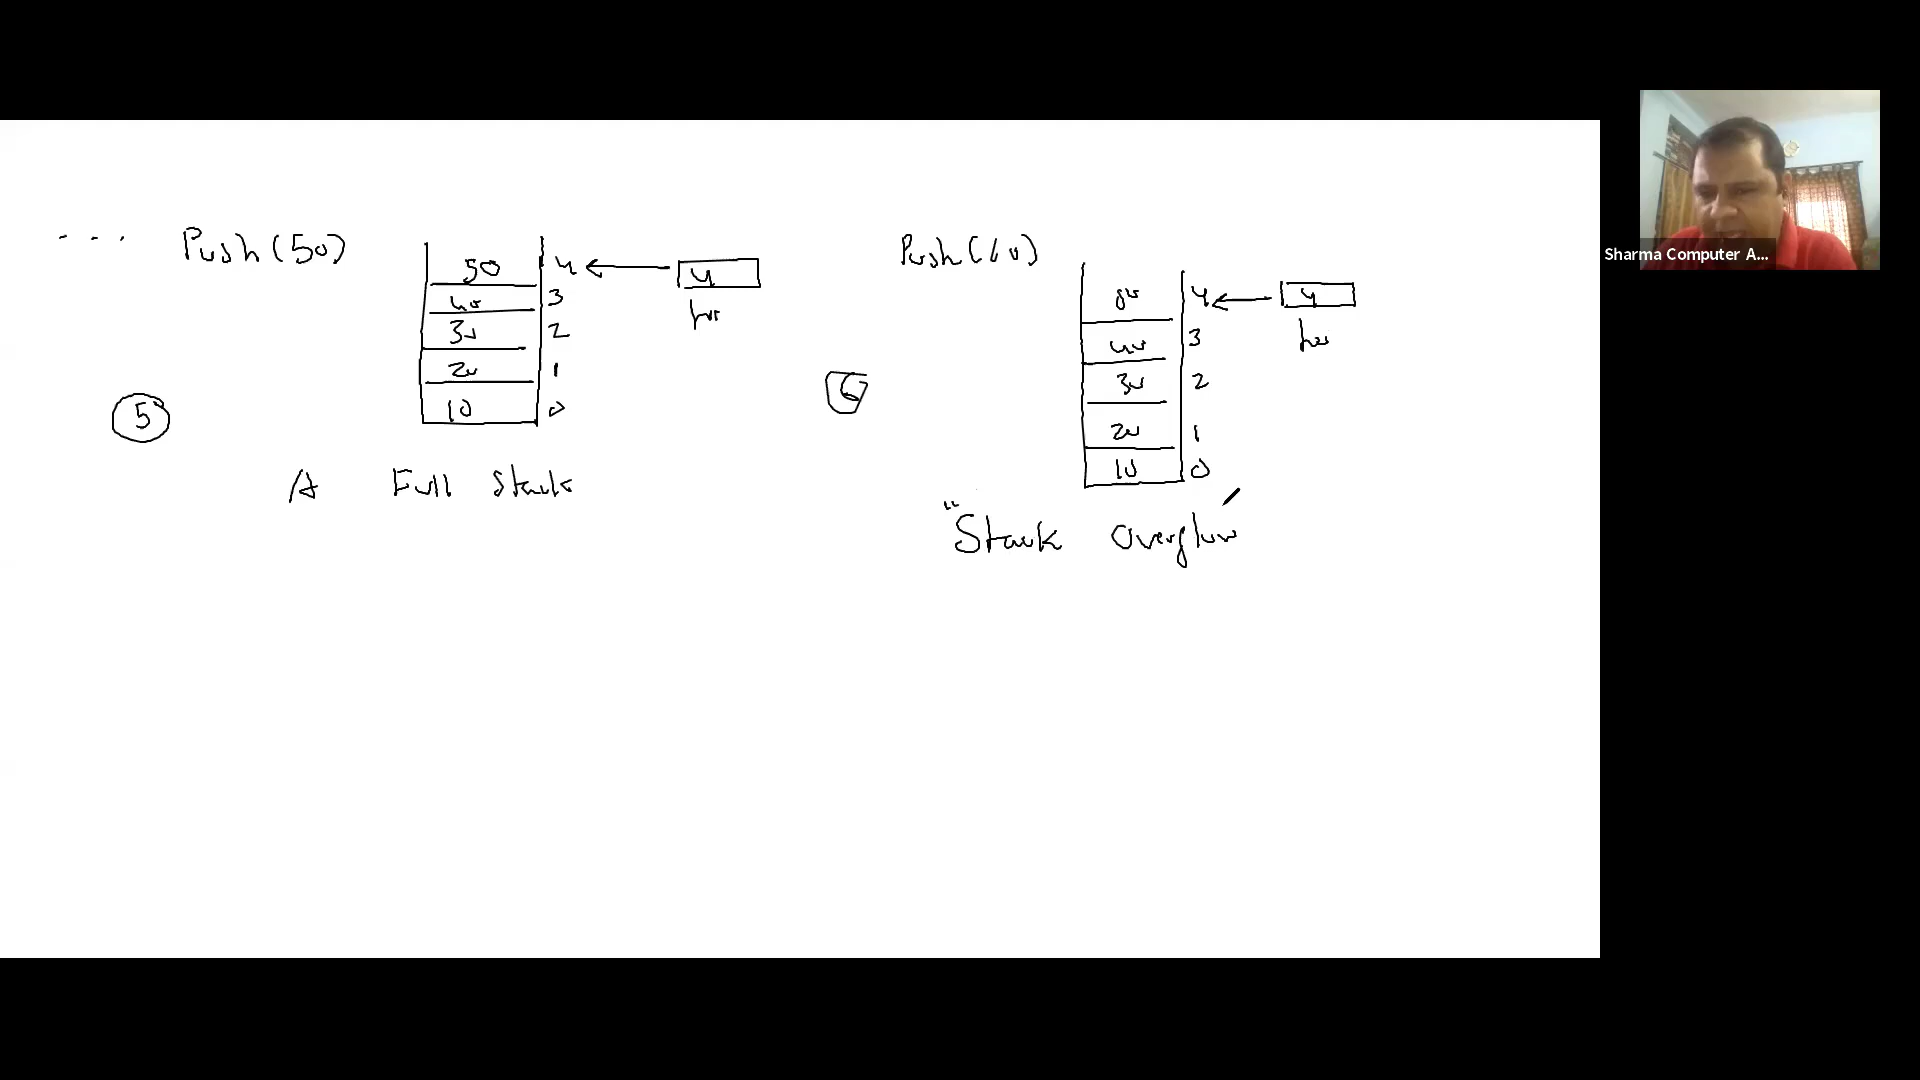 ... Push(50)
50 4 ← 4
40 3
30 2
20 1
10 0
5
A Full Stack
Push(60)
4 ← 4
40 3
30 2
20 1
10 0
6
"Stack Overflow
Sharma Computer A...